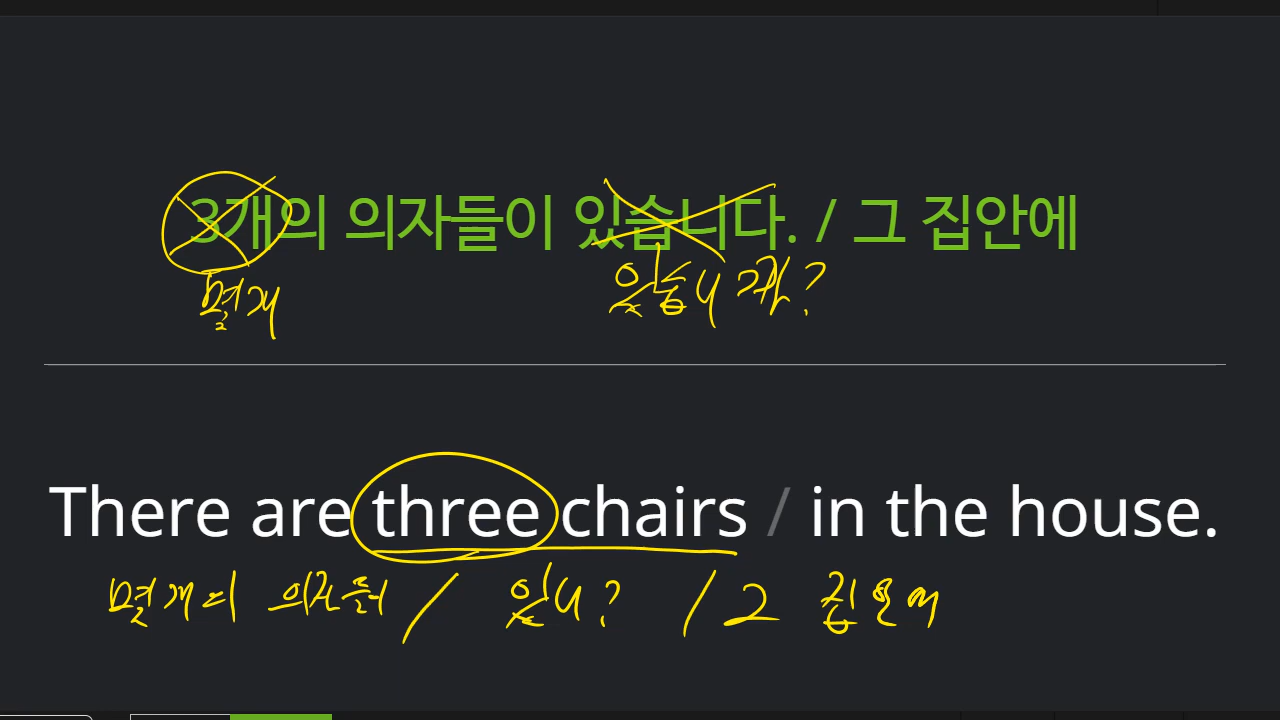 3개의 의자들이 있습니다. / 그 집안에
몇개 있습니까?
There are three chairs / in the house.
몇개의 의자들이 / 있니? / 그 집안에